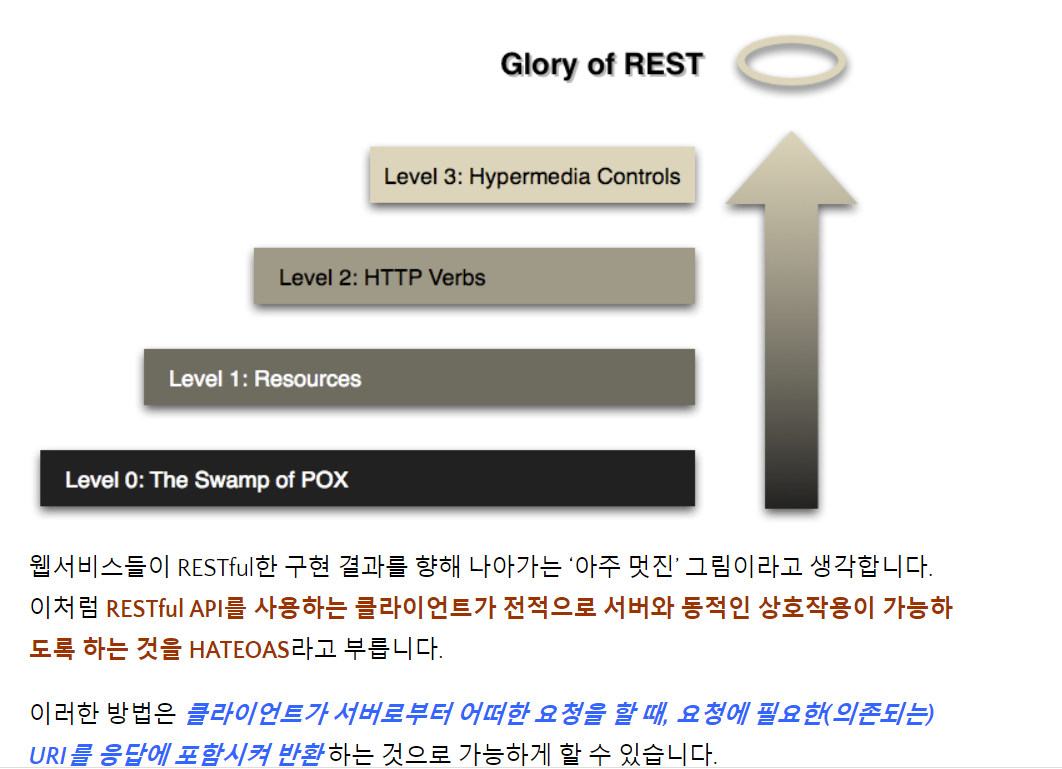 Glory of REST
Level 3: Hypermedia Controls
Level 2: HTTP Verbs
Level 1: Resources
Level 0: The Swamp of POX
웹서비스들이 RESTful한 구현 결과를 향해 나아가는 ‘아주 멋진’ 그림이라고 생각합니다.
이처럼 RESTful API를 사용하는 클라이언트가 전적으로 서버와 동적인 상호작용이 가능하
도록 하는 것을 HATEOAS라고 부릅니다.
이러한 방법은 클라이언트가 서버로부터 어떠한 요청을 할 때, 요청에 필요한(의존되는)
URI를 응답에 포함시켜 반환 하는 것으로 가능하게 할 수 있습니다.